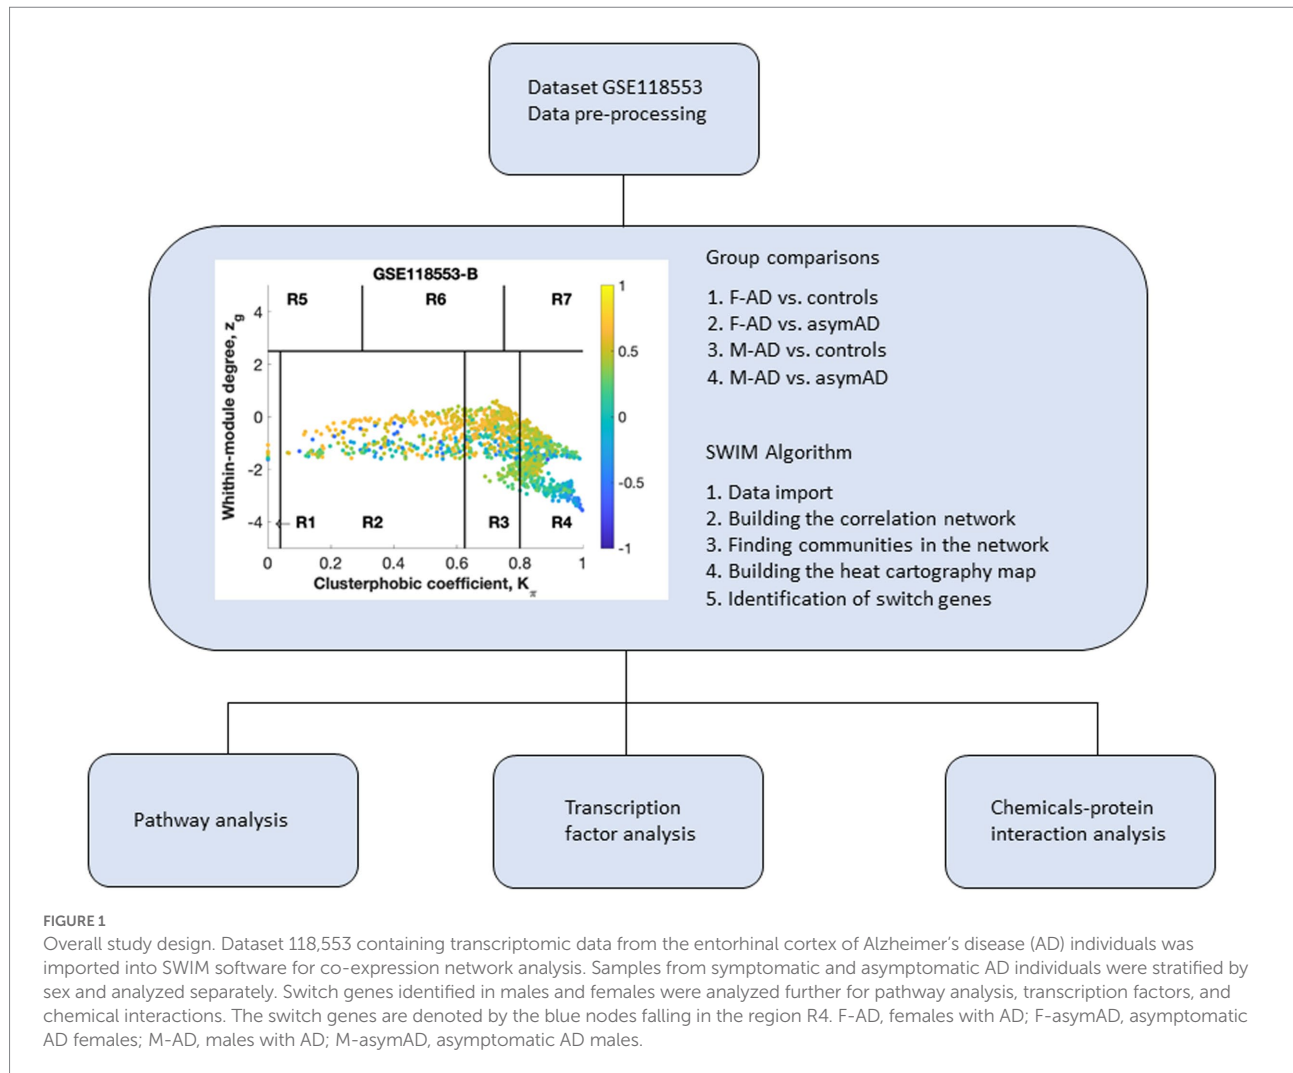 Dataset GSE118553
Data pre-processing
GSE118553-B
R5
R6
R7
4
2
0
-2
-4
Whithin-module degree, z_g
R1
R2
R3
R4
0
0.2
0.4
0.6
0.8
1
Clusterphobic coefficient, K_π
1
0.5
0
-0.5
-1
Group comparisons
1. F-AD vs. controls
2. F-AD vs. asymAD
3. M-AD vs. controls
4. M-AD vs. asymAD
SWIM Algorithm
1. Data import
2. Building the correlation network
3. Finding communities in the network
4. Building the heat cartography map
5. Identification of switch genes
Pathway analysis
Transcription
factor analysis
Chemicals-protein
interaction analysis
FIGURE 1
Overall study design. Dataset 118,553 containing transcriptomic data from the entorhinal cortex of Alzheimer's disease (AD) individuals was
imported into SWIM software for co-expression network analysis. Samples from symptomatic and asymptomatic AD individuals were stratified by
sex and analyzed separately. Switch genes identified in males and females were analyzed further for pathway analysis, transcription factors, and
chemical interactions. The switch genes are denoted by the blue nodes falling in the region R4. F-AD, females with AD; F-asymAD, asymptomatic
AD females; M-AD, males with AD; M-asymAD, asymptomatic AD males.